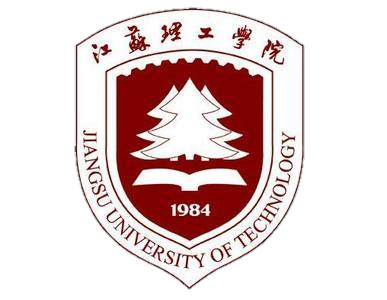 江蘇理工學院
1984
JIANGSU UNIVERSITY OF TECHNOLOGY